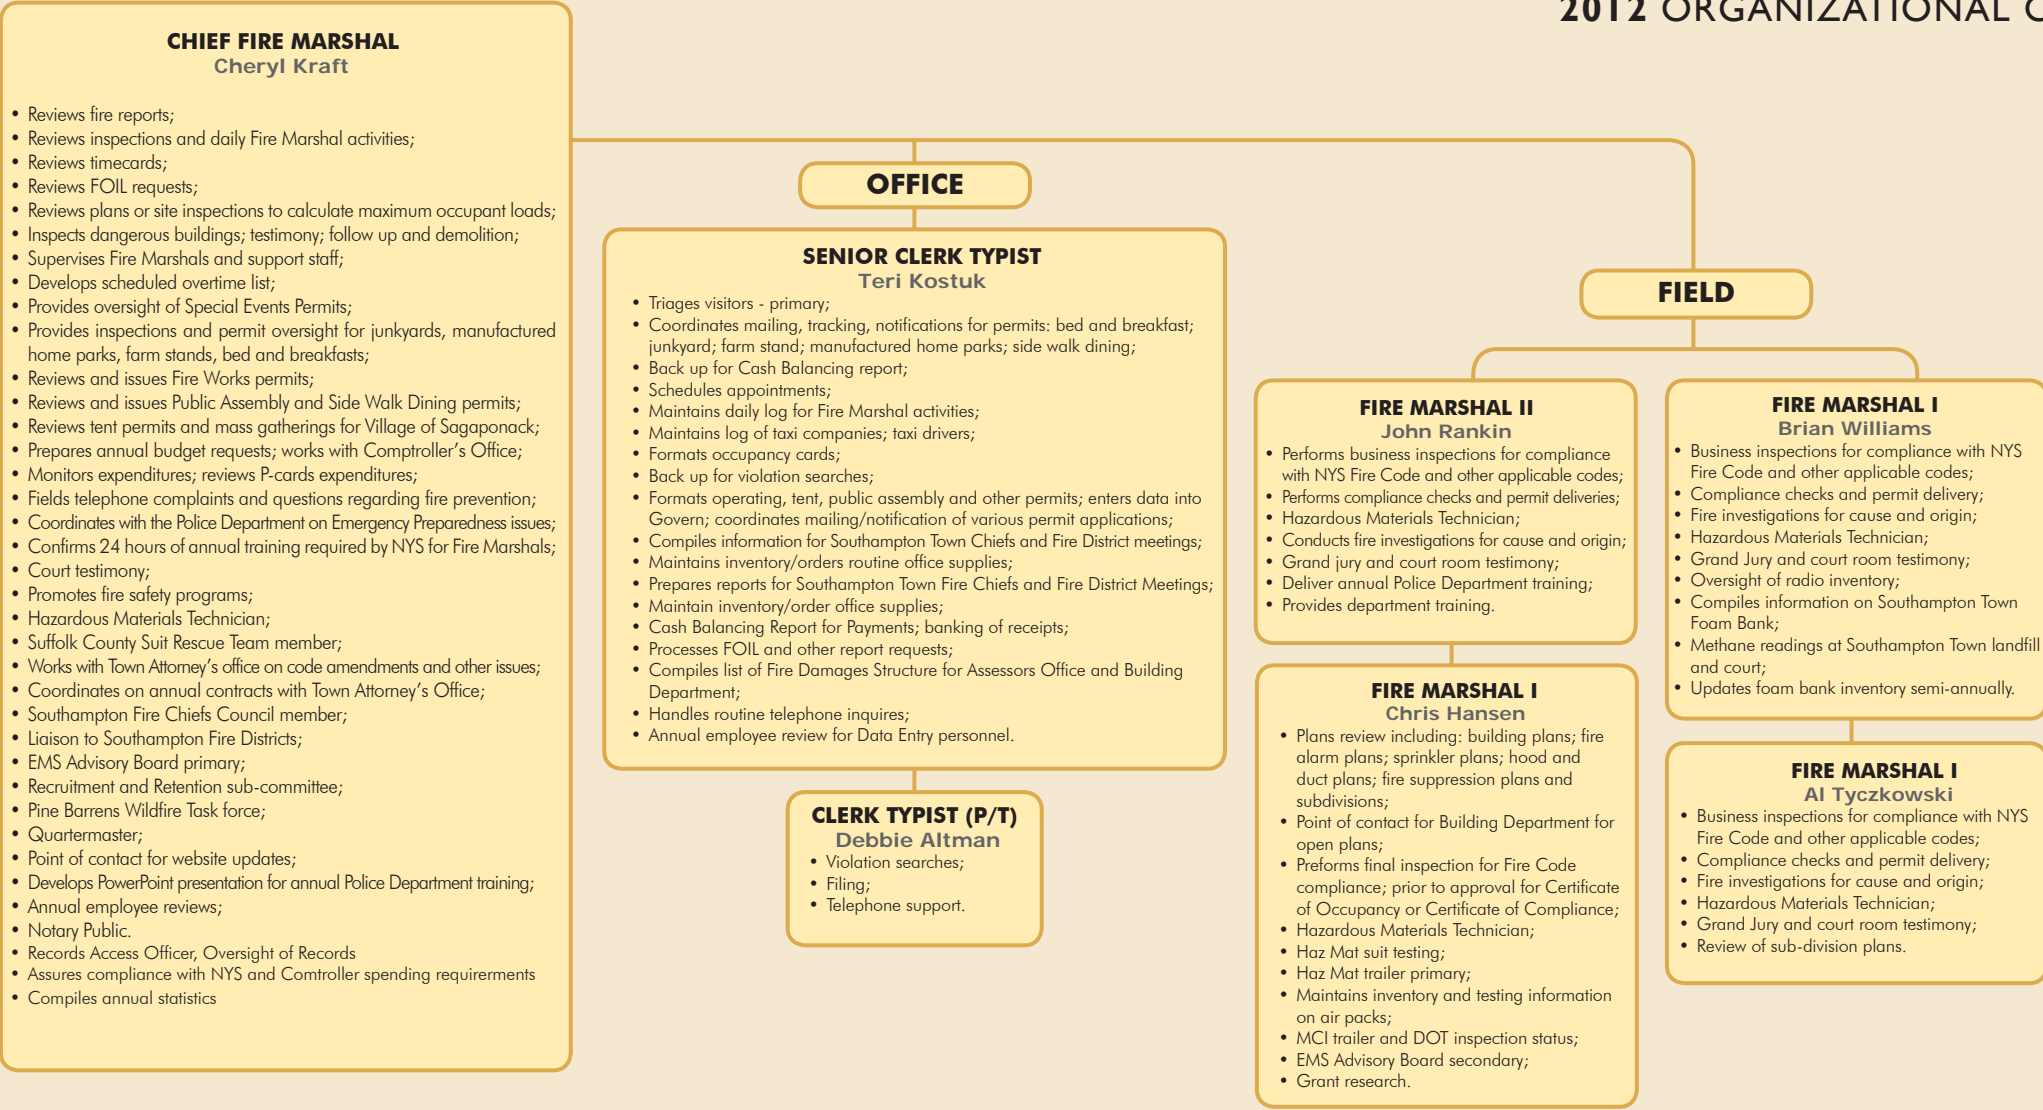 2012 ORGANIZATIONAL
CHIEF FIRE MARSHAL
Cheryl Kraft
• Reviews fire reports;
• Reviews inspections and daily Fire Marshal activities;
• Reviews timecards;
• Reviews FOIL requests;
• Reviews plans or site inspections to calculate maximum occupant loads;
• Inspects dangerous buildings; testimony; follow up and demolition;
• Supervises Fire Marshals and support staff;
• Develops scheduled overtime list;
• Provides oversight of Special Events Permits;
• Provides inspections and permit oversight for junkyards, manufactured
home parks, farm stands, bed and breakfasts;
• Reviews and issues Fire Works permits;
• Reviews and issues Public Assembly and Side Walk Dining permits;
• Reviews tent permits and mass gatherings for Village of Sagaponack;
• Prepares annual budget requests; works with Comptroller's Office;
• Monitors expenditures; reviews P-cards expenditures;
• Fields telephone complaints and questions regarding fire prevention;
• Coordinates with the Police Department on Emergency Preparedness issues;
• Confirms 24 hours of annual training required by NYS for Fire Marshals;
• Court testimony;
• Promotes fire safety programs;
• Hazardous Materials Technician;
• Suffolk County Suit Rescue Team member;
• Works with Town Attorney's office on code amendments and other issues;
• Coordinates on annual contracts with Town Attorney's Office;
• Southampton Fire Chiefs Council member;
• Liaison to Southampton Fire Districts;
• EMS Advisory Board primary;
• Recruitment and Retention sub-committee;
• Pine Barrens Wildfire Task force;
• Quartermaster;
• Point of contact for website updates;
• Develops PowerPoint presentation for annual Police Department training;
• Annual employee reviews;
• Notary Public.
• Records Access Officer, Oversight of Records
• Assures compliance with NYS and Comtroller spending requirerments
• Compiles annual statistics
OFFICE
SENIOR CLERK TYPIST
Teri Kostuk
• Triages visitors - primary;
• Coordinates mailing, tracking, notifications for permits: bed and breakfast;
junkyard; farm stand; manufactured home parks; side walk dining;
• Back up for Cash Balancing report;
• Schedules appointments;
• Maintains daily log for Fire Marshal activities;
• Maintains log of taxi companies; taxi drivers;
• Formats occupancy cards;
• Back up for violation searches;
• Formats operating, tent, public assembly and other permits; enters data into
Govern; coordinates mailing/notification of various permit applications;
• Compiles information for Southampton Town Chiefs and Fire District meetings;
• Maintains inventory/orders routine office supplies;
• Prepares reports for Southampton Town Fire Chiefs and Fire District Meetings;
• Maintain inventory/order office supplies;
• Cash Balancing Report for Payments; banking of receipts;
• Processes FOIL and other report requests;
• Compiles list of Fire Damages Structure for Assessors Office and Building
Department;
• Handles routine telephone inquires;
• Annual employee review for Data Entry personnel.
CLERK TYPIST (P/T)
Debbie Altman
• Violation searches;
• Filing;
• Telephone support.
FIELD
FIRE MARSHAL II
John Rankin
• Performs business inspections for compliance
with NYS Fire Code and other applicable codes;
• Performs compliance checks and permit deliveries;
• Hazardous Materials Technician;
• Conducts fire investigations for cause and origin;
• Grand jury and court room testimony;
• Deliver annual Police Department training;
• Provides department training.
FIRE MARSHAL I
Chris Hansen
• Plans review including: building plans; fire
alarm plans; sprinkler plans; hood and
duct plans; fire suppression plans and
subdivisions;
• Point of contact for Building Department for
open plans;
• Preforms final inspection for Fire Code
compliance; prior to approval for Certificate
of Occupancy or Certificate of Compliance;
• Hazardous Materials Technician;
• Haz Mat suit testing;
• Haz Mat trailer primary;
• Maintains inventory and testing information
on air packs;
• MCI trailer and DOT inspection status;
• EMS Advisory Board secondary;
• Grant research.
FIRE MARSHAL I
Brian Williams
• Business inspections for compliance with NYS
Fire Code and other applicable codes;
• Compliance checks and permit delivery;
• Fire investigations for cause and origin;
• Hazardous Materials Technician;
• Grand Jury and court room testimony;
• Oversight of radio inventory;
• Compiles information on Southampton Town
Foam Bank;
• Methane readings at Southampton Town landfill
and court;
• Updates foam bank inventory semi-annually.
FIRE MARSHAL I
Al Tyczkowski
• Business inspections for compliance with NYS
Fire Code and other applicable codes;
• Compliance checks and permit delivery;
• Fire investigations for cause and origin;
• Hazardous Materials Technician;
• Grand Jury and court room testimony;
• Review of sub-division plans.